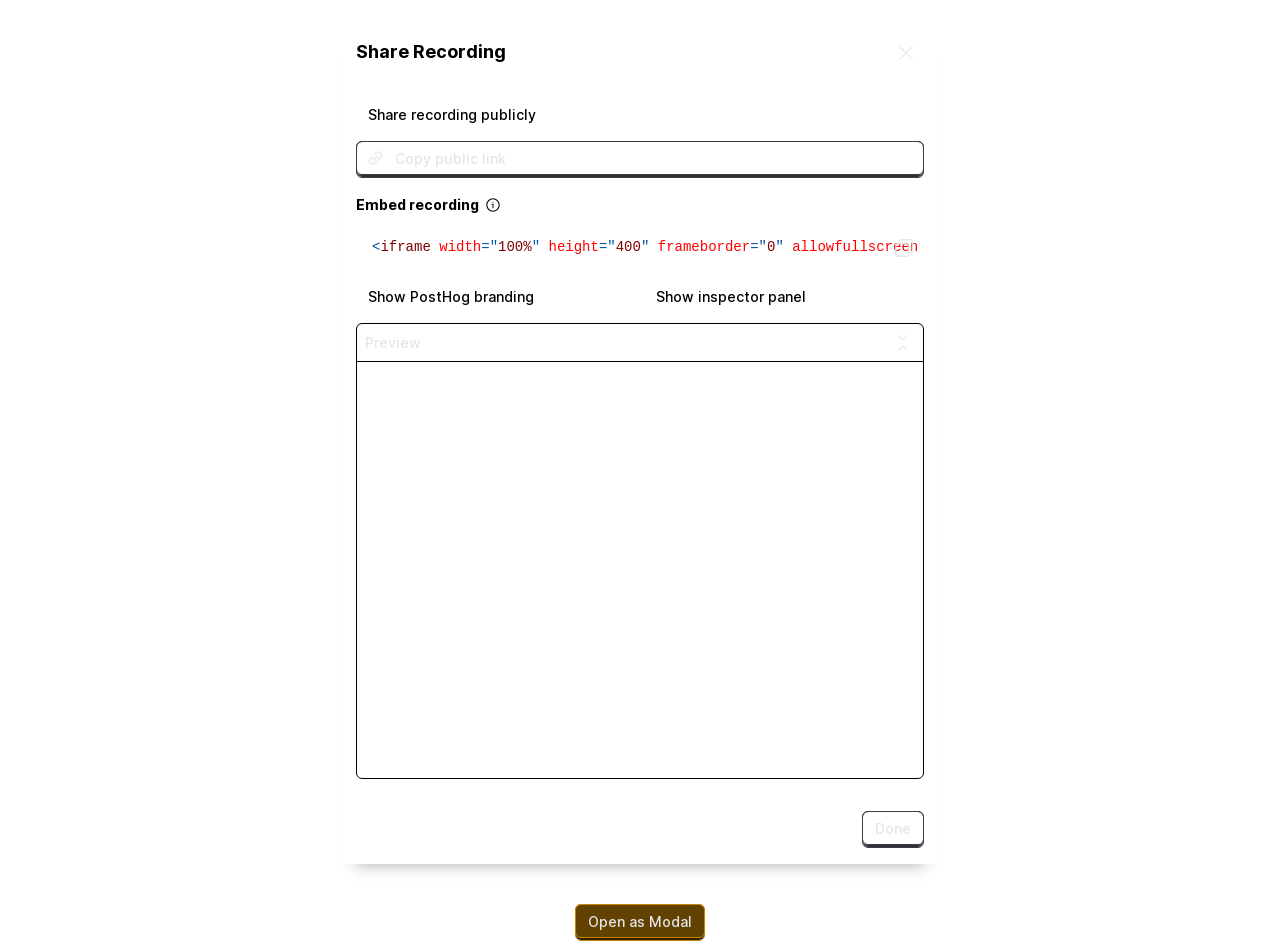 Share Recording
Share recording publicly
Copy public link
Embed recording
<iframe width="100%" height="400" frameborder="0" allowfullscreen
Show PostHog branding
Show inspector panel
Preview
Done
Open as Modal